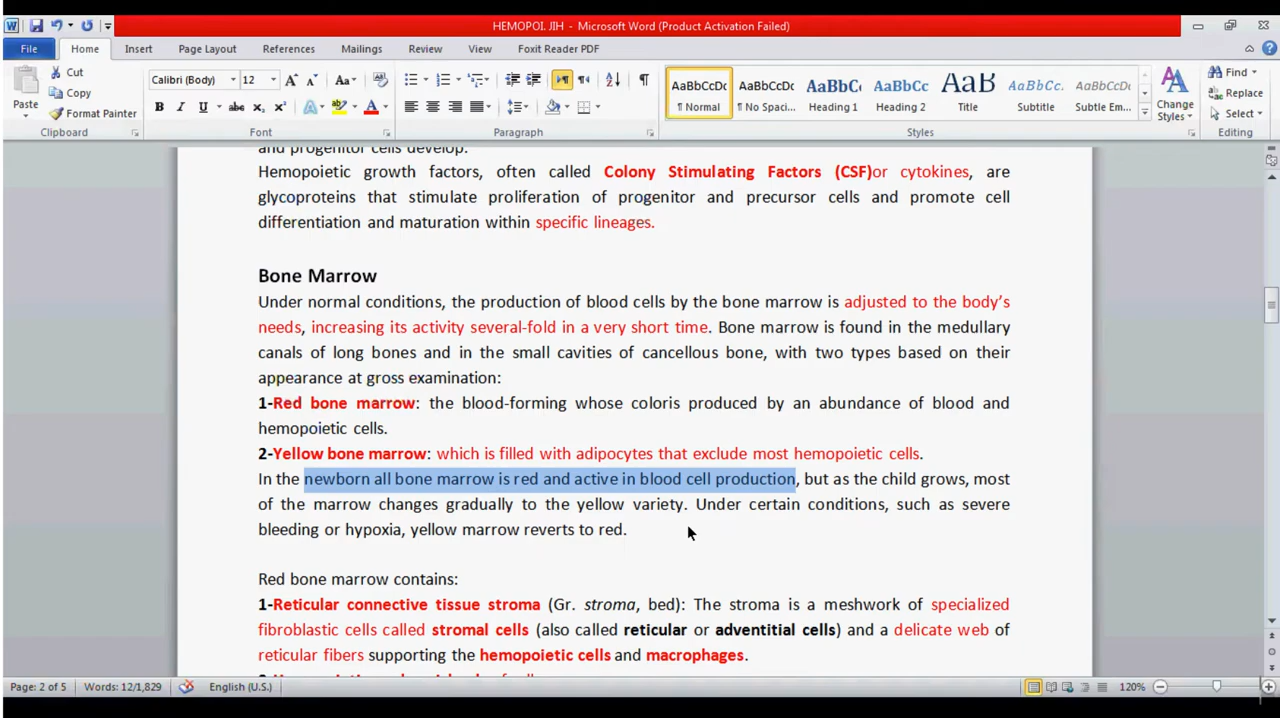 HEMOPOI. JIH - Microsoft Word (Product Activation Failed)
File Home Insert Page Layout References Mailings Review View Foxit Reader PDF
Paste Cut Copy Format Painter
Calibri (Body) 12
AaBbCcDc ¶ Normal AaBbCcDc ¶ No Spaci... AaBbC Heading 1 AaBbCc Heading 2 AaB Title AaBbCc. Subtitle AaBbCcDc Subtle Em... Change Styles
Find Replace Select
Clipboard Font Paragraph Styles Editing
and progenitor cells develop.
Hemopoietic growth factors, often called Colony Stimulating Factors (CSF)or cytokines, are
glycoproteins that stimulate proliferation of progenitor and precursor cells and promote cell
differentiation and maturation within specific lineages.
Bone Marrow
Under normal conditions, the production of blood cells by the bone marrow is adjusted to the body's
needs, increasing its activity several-fold in a very short time. Bone marrow is found in the medullary
canals of long bones and in the small cavities of cancellous bone, with two types based on their
appearance at gross examination:
1-Red bone marrow: the blood-forming whose coloris produced by an abundance of blood and
hemopoietic cells.
2-Yellow bone marrow: which is filled with adipocytes that exclude most hemopoietic cells.
In the newborn all bone marrow is red and active in blood cell production, but as the child grows, most
of the marrow changes gradually to the yellow variety. Under certain conditions, such as severe
bleeding or hypoxia, yellow marrow reverts to red.
Red bone marrow contains:
1-Reticular connective tissue stroma (Gr. stroma, bed): The stroma is a meshwork of specialized
fibroblastic cells called stromal cells (also called reticular or adventitial cells) and a delicate web of
reticular fibers supporting the hemopoietic cells and macrophages.
Page: 2 of 5 Words: 12/1,829 English (U.S.) 120%